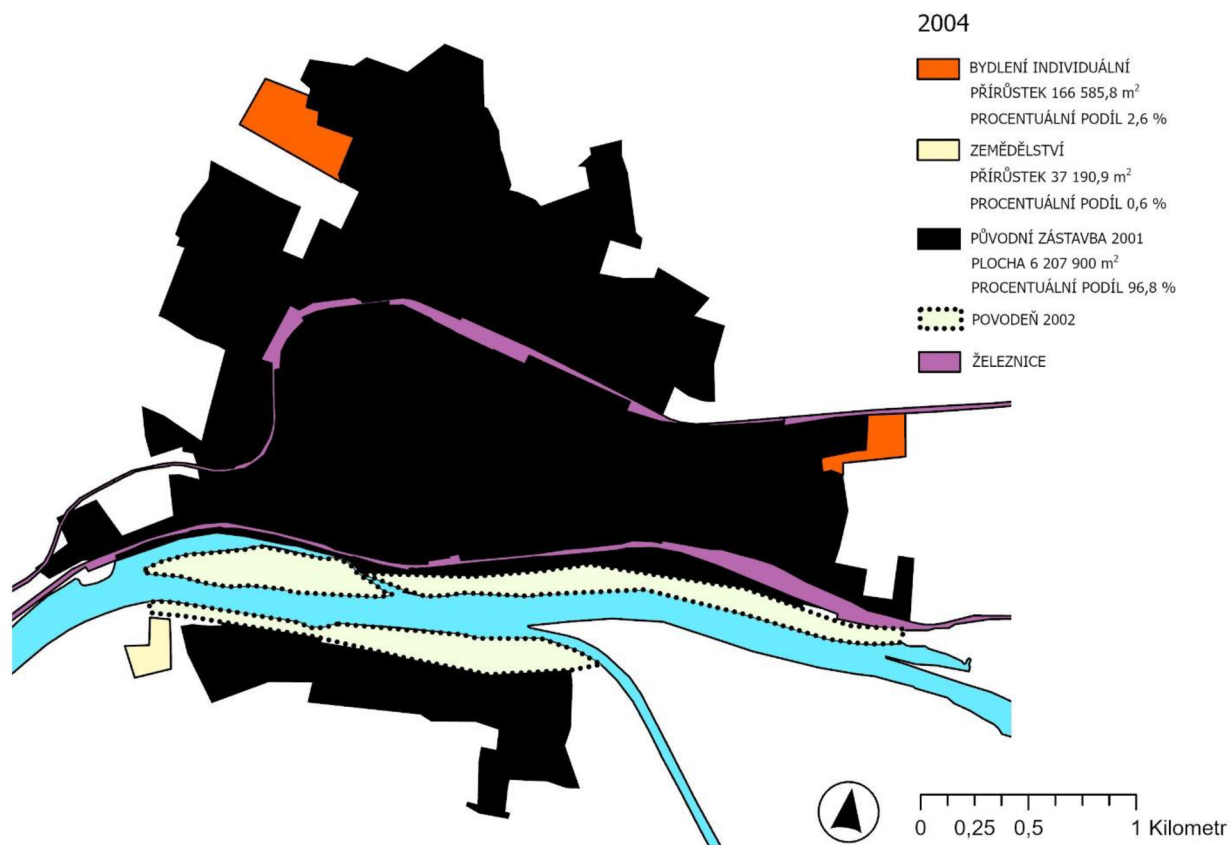 2004
BYDLENÍ INDIVIDUÁLNÍ
PŘÍRŮSTEK 166 585,8 m²
PROCENTUÁLNÍ PODÍL 2,6 %
ZEMĚDĚLSTVÍ
PŘÍRŮSTEK 37 190,9 m²
PROCENTUÁLNÍ PODÍL 0,6 %
PŮVODNÍ ZÁSTAVBA 2001
PLOCHA 6 207 900 m²
PROCENTUÁLNÍ PODÍL 96,8 %
POVODEŇ 2002
ŽELEZNICE
0 0,25 0,5 1 Kilometr